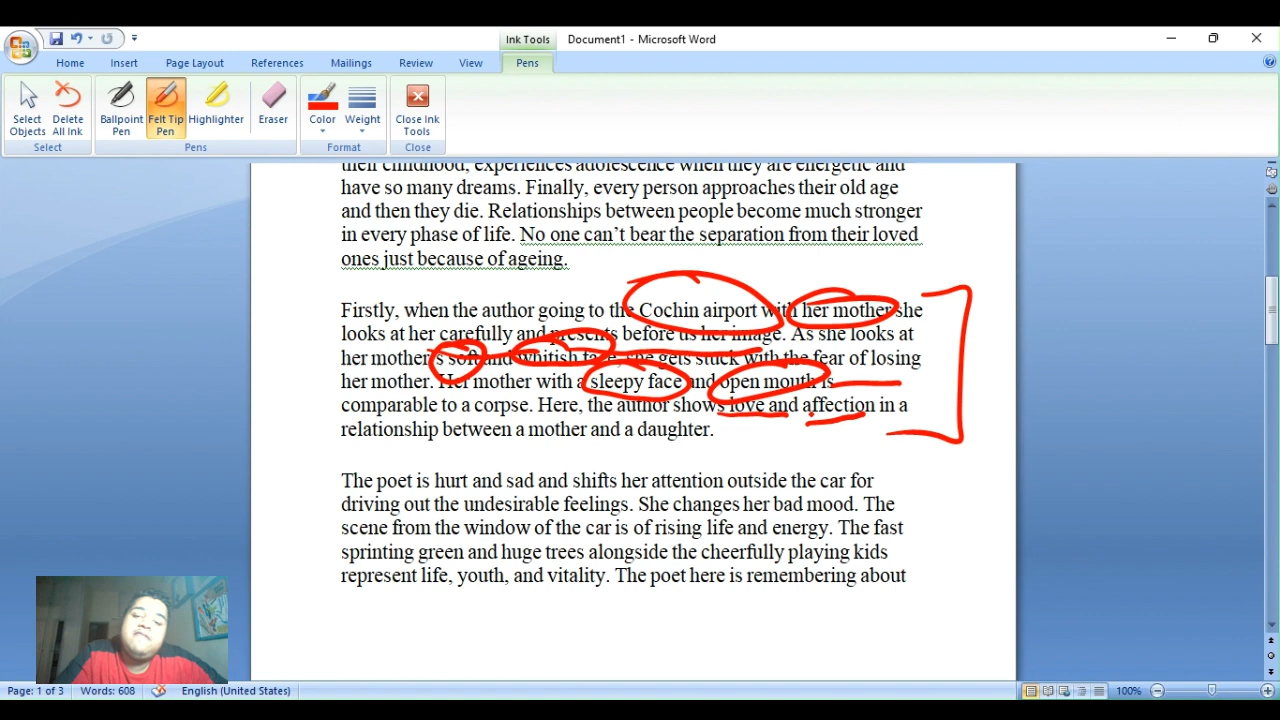 Ink Tools Document1 - Microsoft Word
Home Insert Page Layout References Mailings Review View Pens
Select Objects Delete All Ink Ballpoint Pen Felt Tip Pen Highlighter Eraser Color Weight Close Ink Tools
Select Pens Format Close
their childhood, experiences adolescence when they are energetic and
have so many dreams. Finally, every person approaches their old age
and then they die. Relationships between people become much stronger
in every phase of life. No one can't bear the separation from their loved
ones just because of ageing.
Firstly, when the author going to the Cochin airport with her mother she
looks at her carefully and presents before us her image. As she looks at
her mother's soft and whitish face, she gets stuck with the fear of losing
her mother. Her mother with a sleepy face and open mouth is
comparable to a corpse. Here, the author shows love and affection in a
relationship between a mother and a daughter.
The poet is hurt and sad and shifts her attention outside the car for
driving out the undesirable feelings. She changes her bad mood. The
scene from the window of the car is of rising life and energy. The fast
sprinting green and huge trees alongside the cheerfully playing kids
represent life, youth, and vitality. The poet here is remembering about
Page: 1 of 3 Words: 608 English (United States) 100%